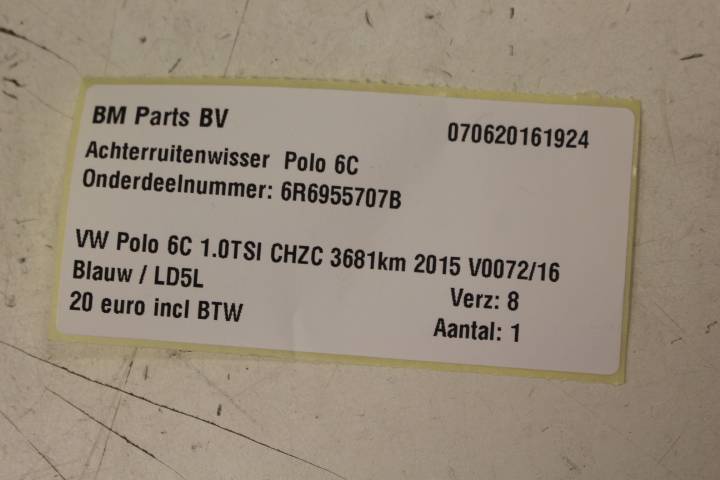 BM Parts BV 070620161924
Achterruitenwisser Polo 6C
Onderdeelnummer: 6R6955707B
VW Polo 6C 1.0TSI CHZC 3681km 2015 V0072/16
Blauw / LD5L Verz: 8
20 euro incl BTW Aantal: 1